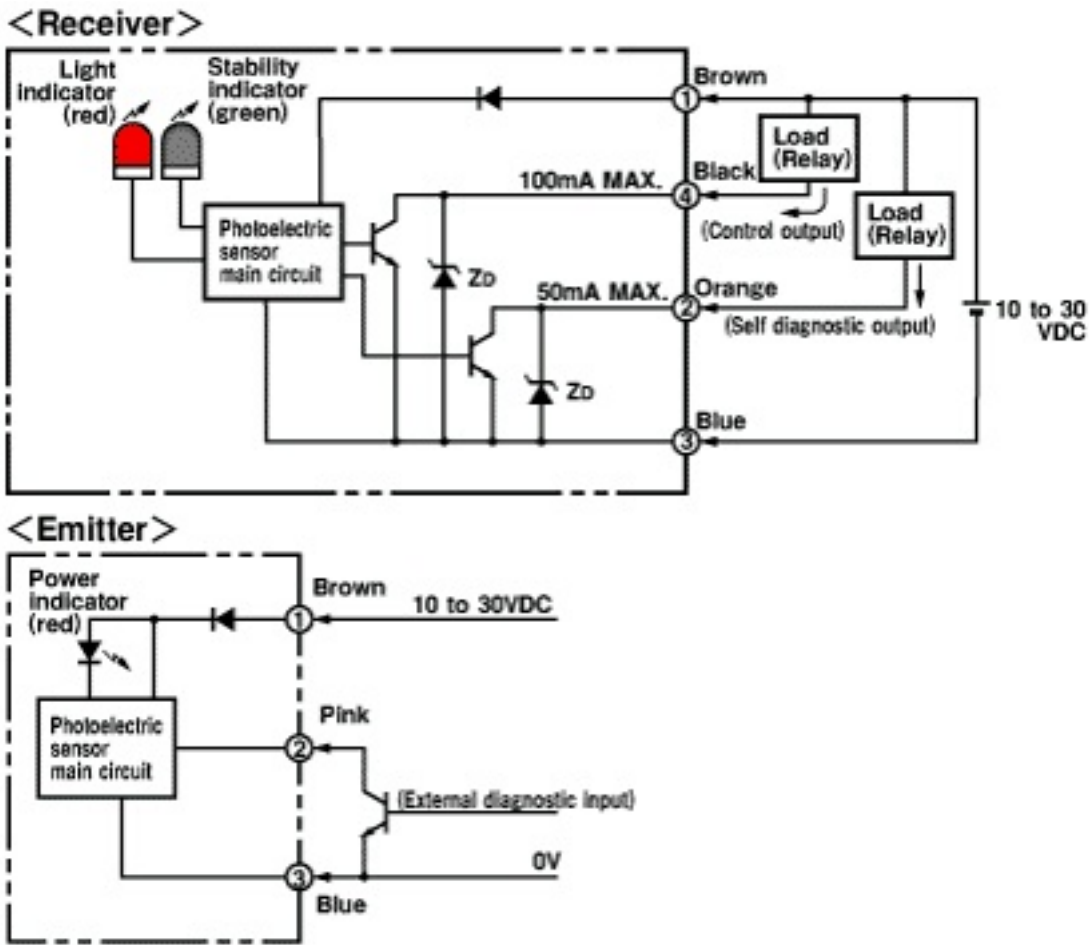 <Receiver>
Light
indicator
(red)
Stability
indicator
(green)
Photoelectric
sensor
main circuit
100mA MAX.
ZD
50mA MAX.
ZD
Brown
1
Black
4
(Control output)
Load
(Relay)
Load
(Relay)
Orange
2
(Self diagnostic output)
10 to 30
VDC
Blue
3
<Emitter>
Power
indicator
(red)
Photoelectric
sensor
main circuit
Brown
1
10 to 30VDC
Pink
2
(External diagnostic input)
0V
3
Blue